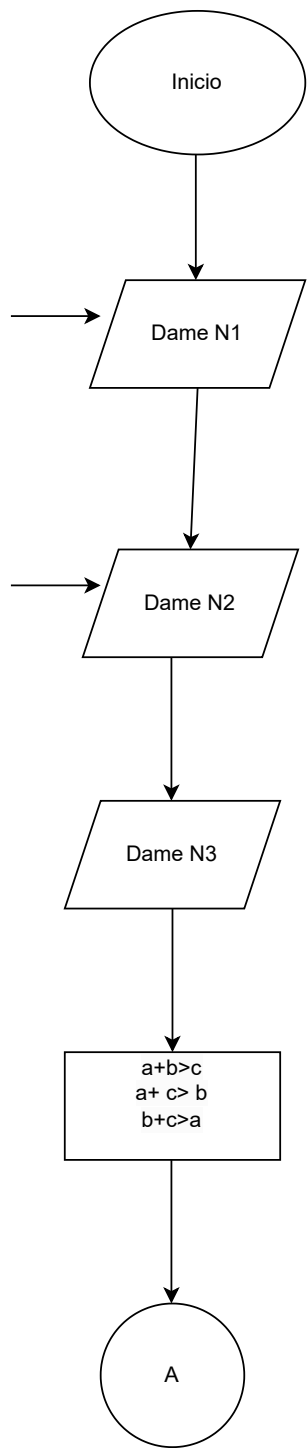 Inicio
Dame N1
Dame N2
Dame N3
a+b>c
a+ c> b
b+c>a
A